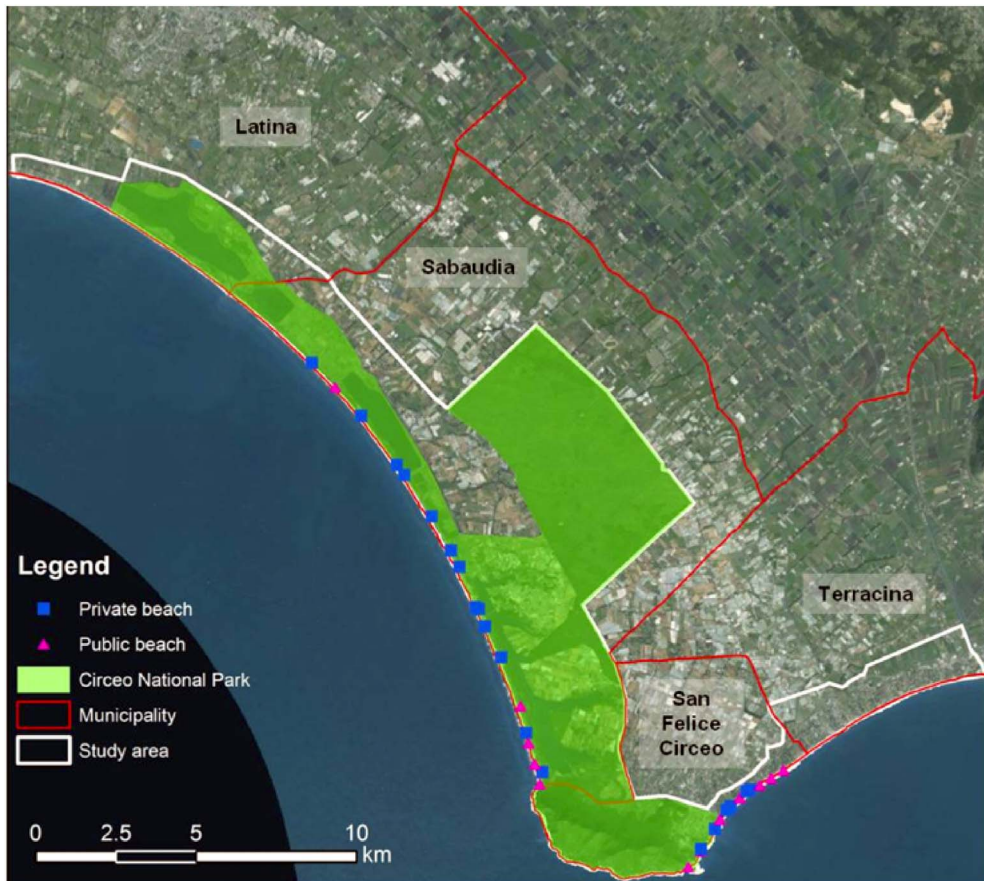 Latina
Sabaudia
Terracina
San
Felice
Circeo
Legend
Private beach
Public beach
Circeo National Park
Municipality
Study area
0 2.5 5 10
km